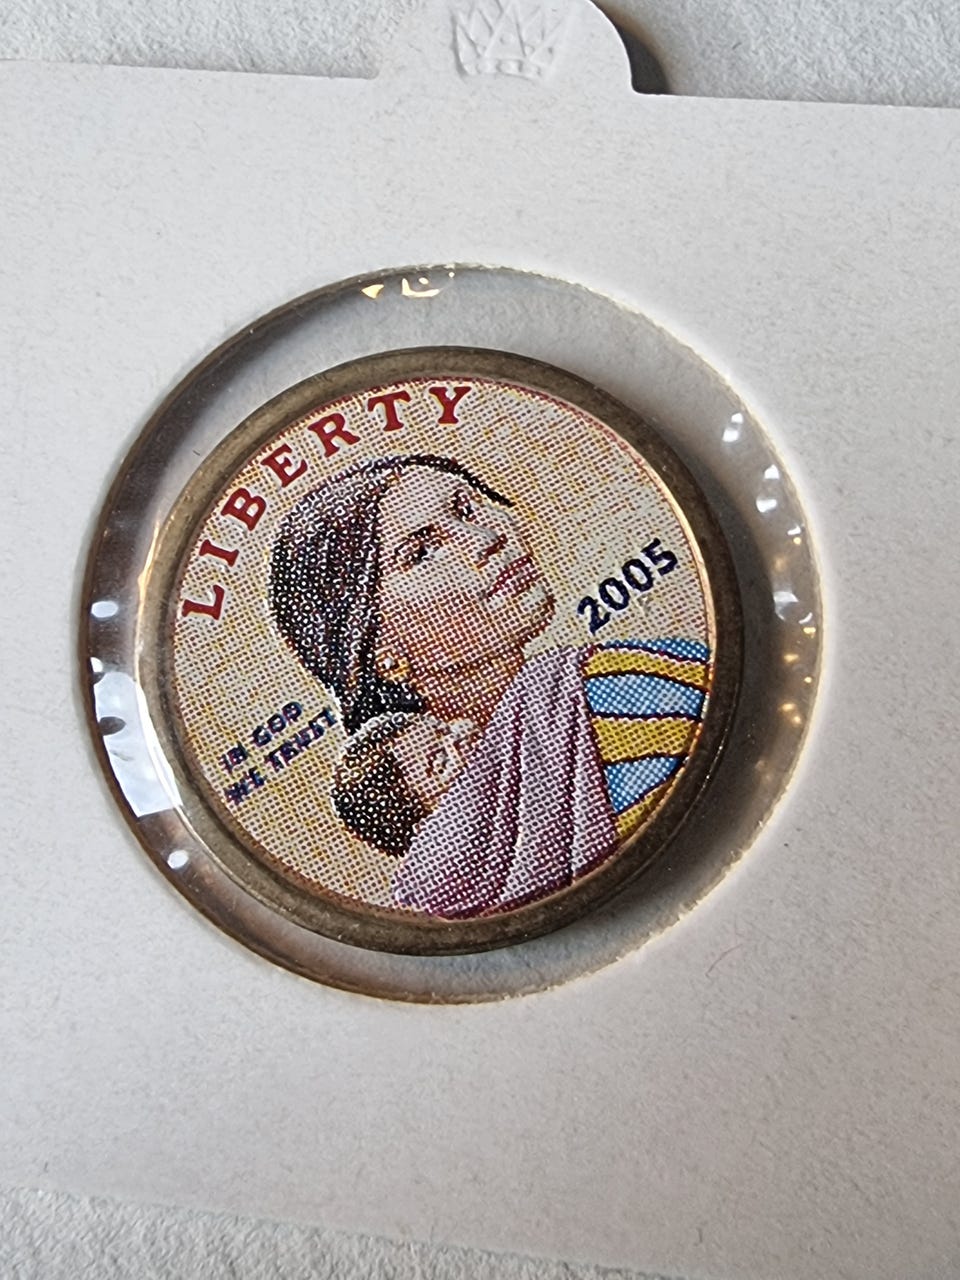 LIBERTY
2005
IN GOD
WE TRUST